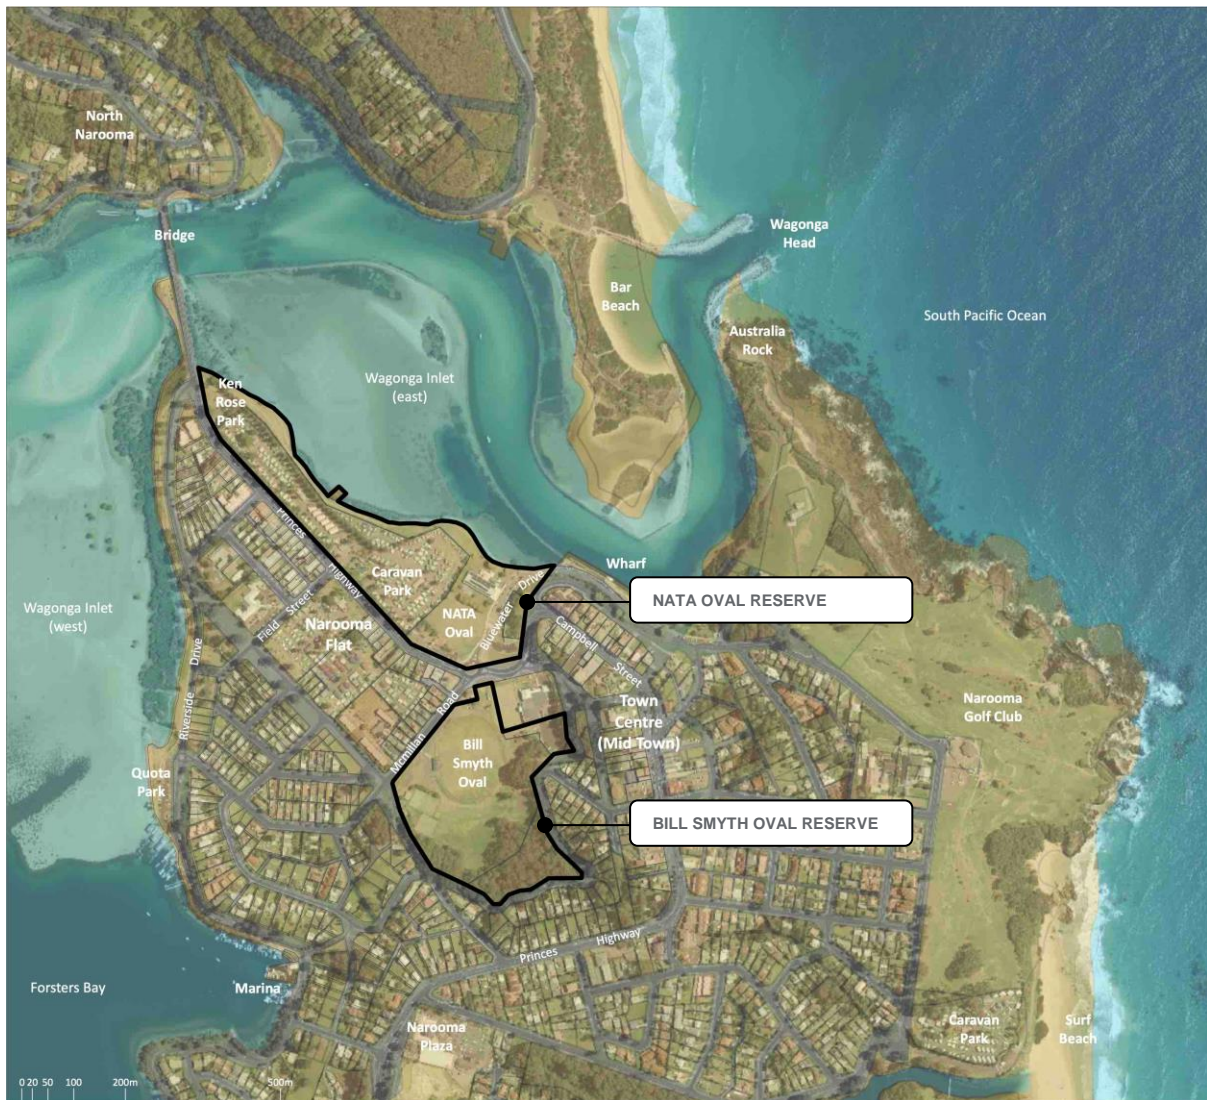 North
Narooma
Bridge
Wagonga
Head
Bar
Beach
South Pacific Ocean
Australia
Rock
Ken
Rose
Park
Wagonga Inlet
(east)
Princes
Highway
Caravan
Park
Wharf
NATA
Oval
Bluewater
Drive
NATA OVAL RESERVE
Wagonga Inlet
(west)
Field Street
Narooma
Flat
Campbell
Street
Riverside
Drive
Mcmillan
Road
Town
Centre
(Mid Town)
Narooma
Golf Club
Bill
Smyth
Oval
Quota
Park
BILL SMYTH OVAL RESERVE
Princes
Highway
Forsters Bay
Marina
Narooma
Plaza
Caravan
Park
Surf
Beach
0 20 50 100 200m 500m